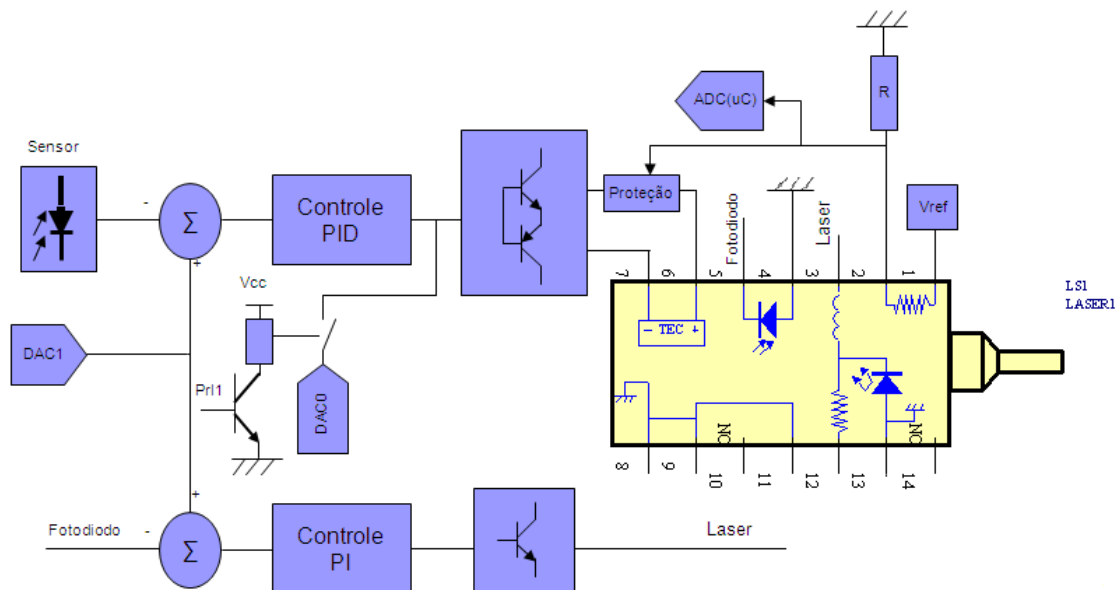 Sensor
-
Σ
+
Controle
PID
ADC(uC)
R
Proteção
Vref
Fotodiodo
Laser
7
6
5
4
3
2
1
LS1
LASER1
- TEC +
DAC1
Vcc
Prl1
DAC0
NC
NC
8
9
10
11
12
13
14
+
Fotodiodo
-
Σ
Controle
PI
Laser